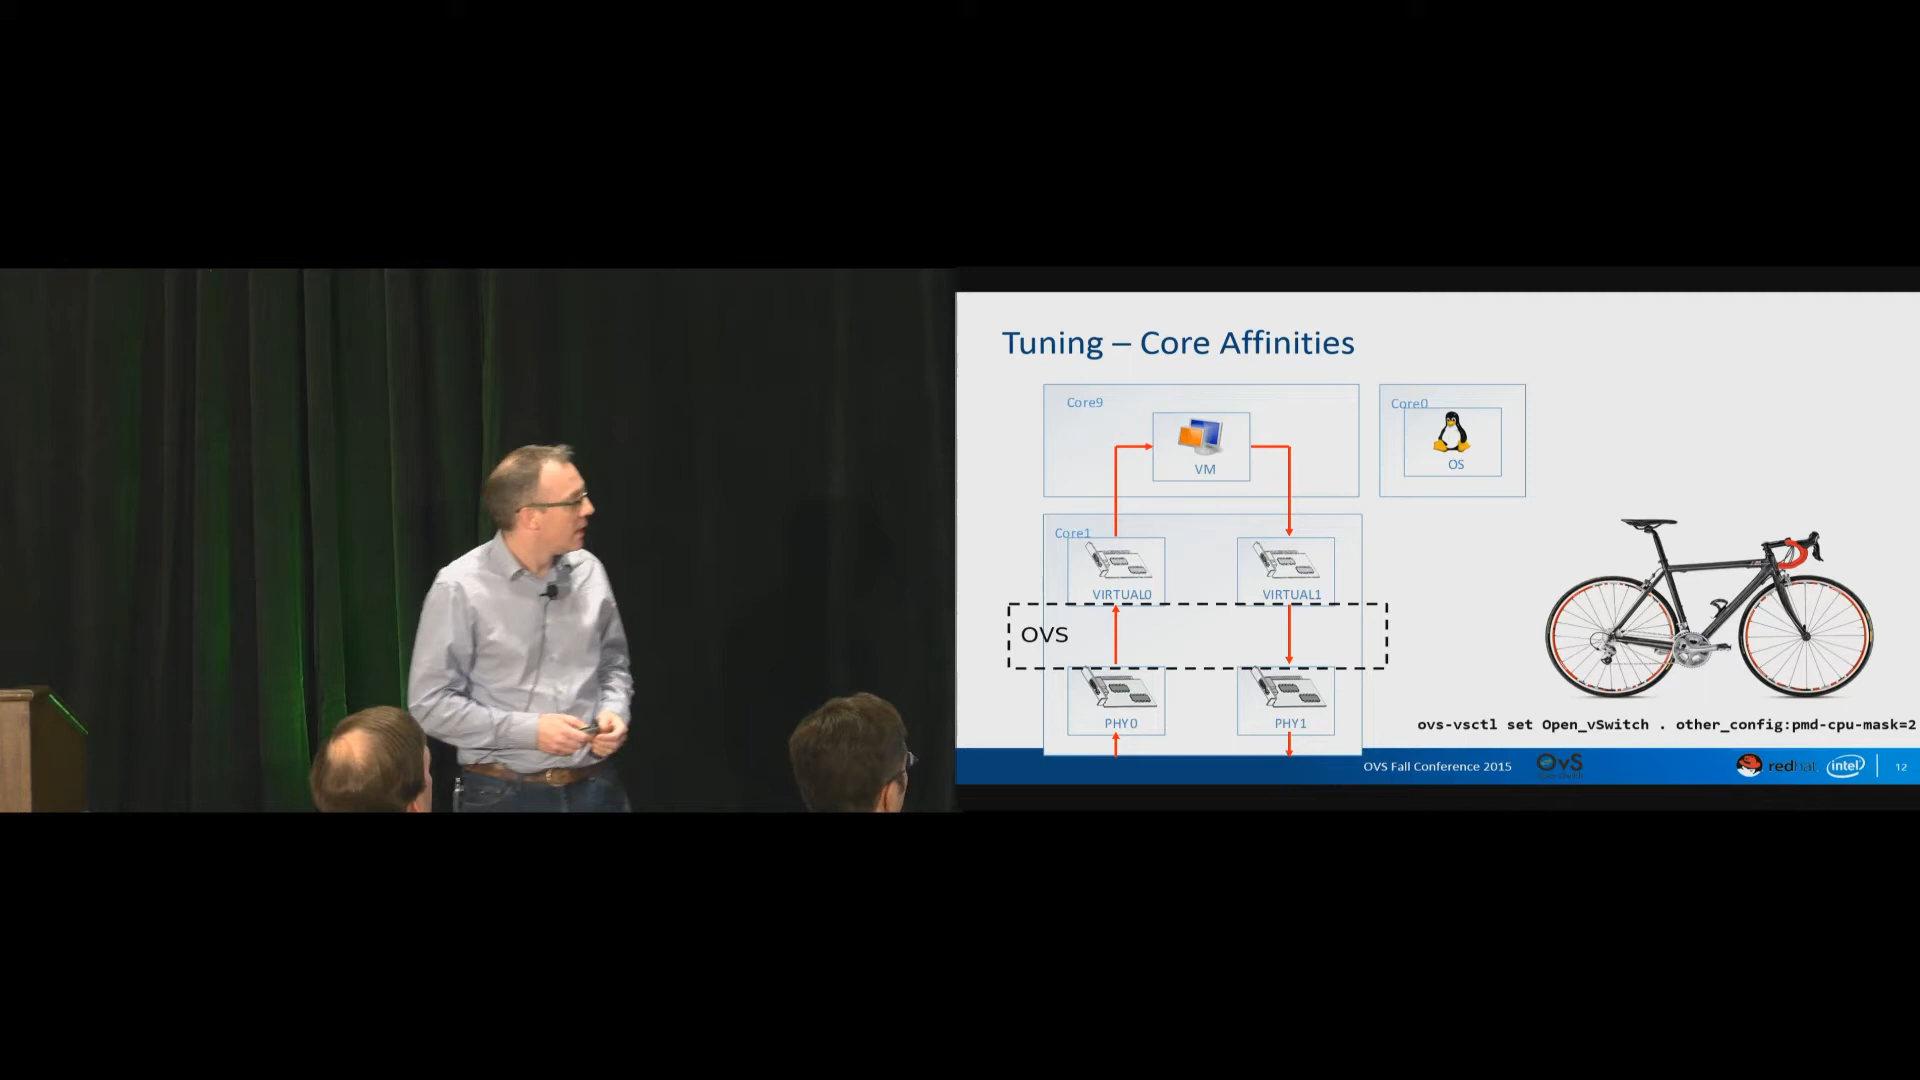 Tuning – Core Affinities
Core9
VM
Core0
OS
Core1
VIRTUAL0
VIRTUAL1
OVS
PHY0
PHY1
ovs-vsctl set Open_vSwitch . other_config:pmd-cpu-mask=2
OVS Fall Conference 2015
OvS
redhat
intel
12